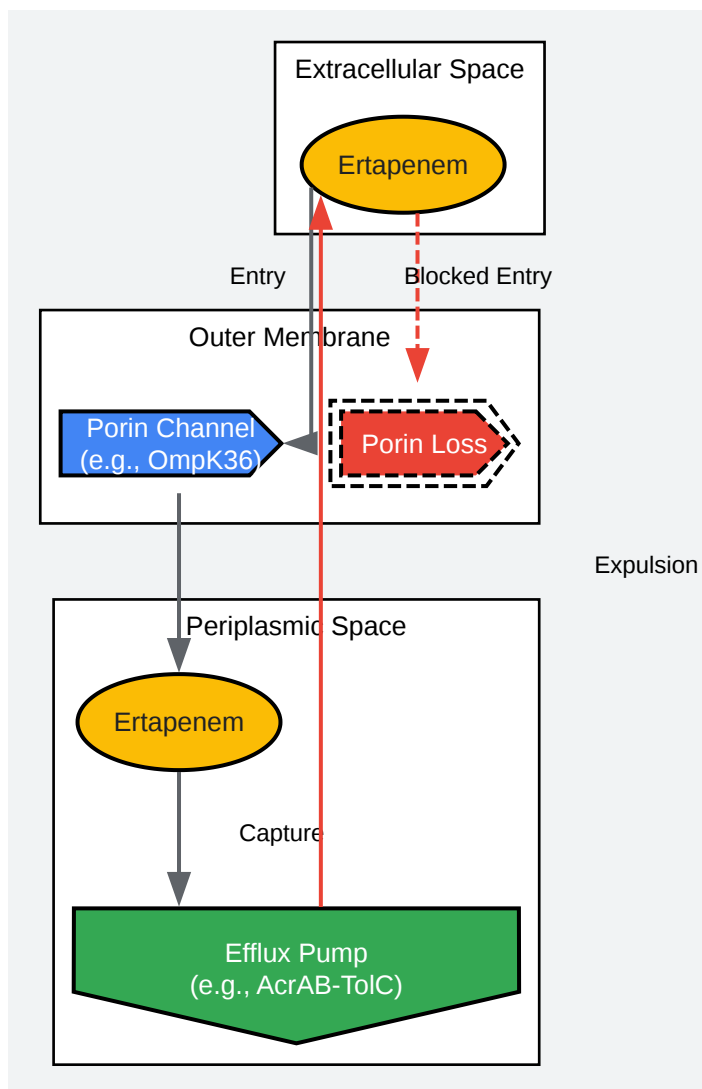 Extracellular Space
Ertapenem
Entry
Blocked Entry
Outer Membrane
Porin Channel
(e.g., OmpK36)
Porin Loss
Expulsion
Periplasmic Space
Ertapenem
Capture
Efflux Pump
(e.g., AcrAB-TolC)